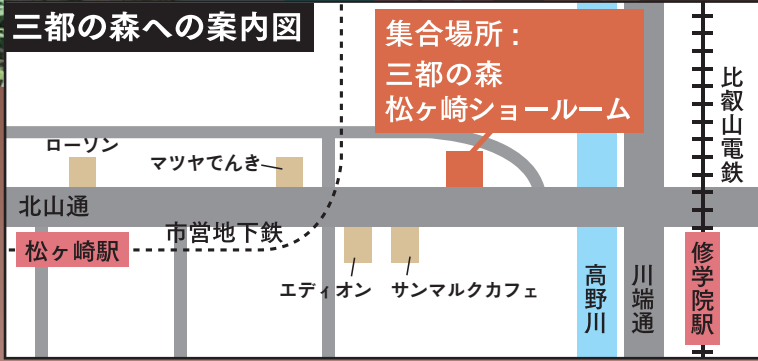 三都の森への案内図
集合場所：
三都の森
松ヶ崎ショールーム
比叡山電鉄
ローソン
マツヤでんき
北山通
市営地下鉄
松ヶ崎駅
エディオン
サンマルクカフェ
高野川
川端通
修学院駅